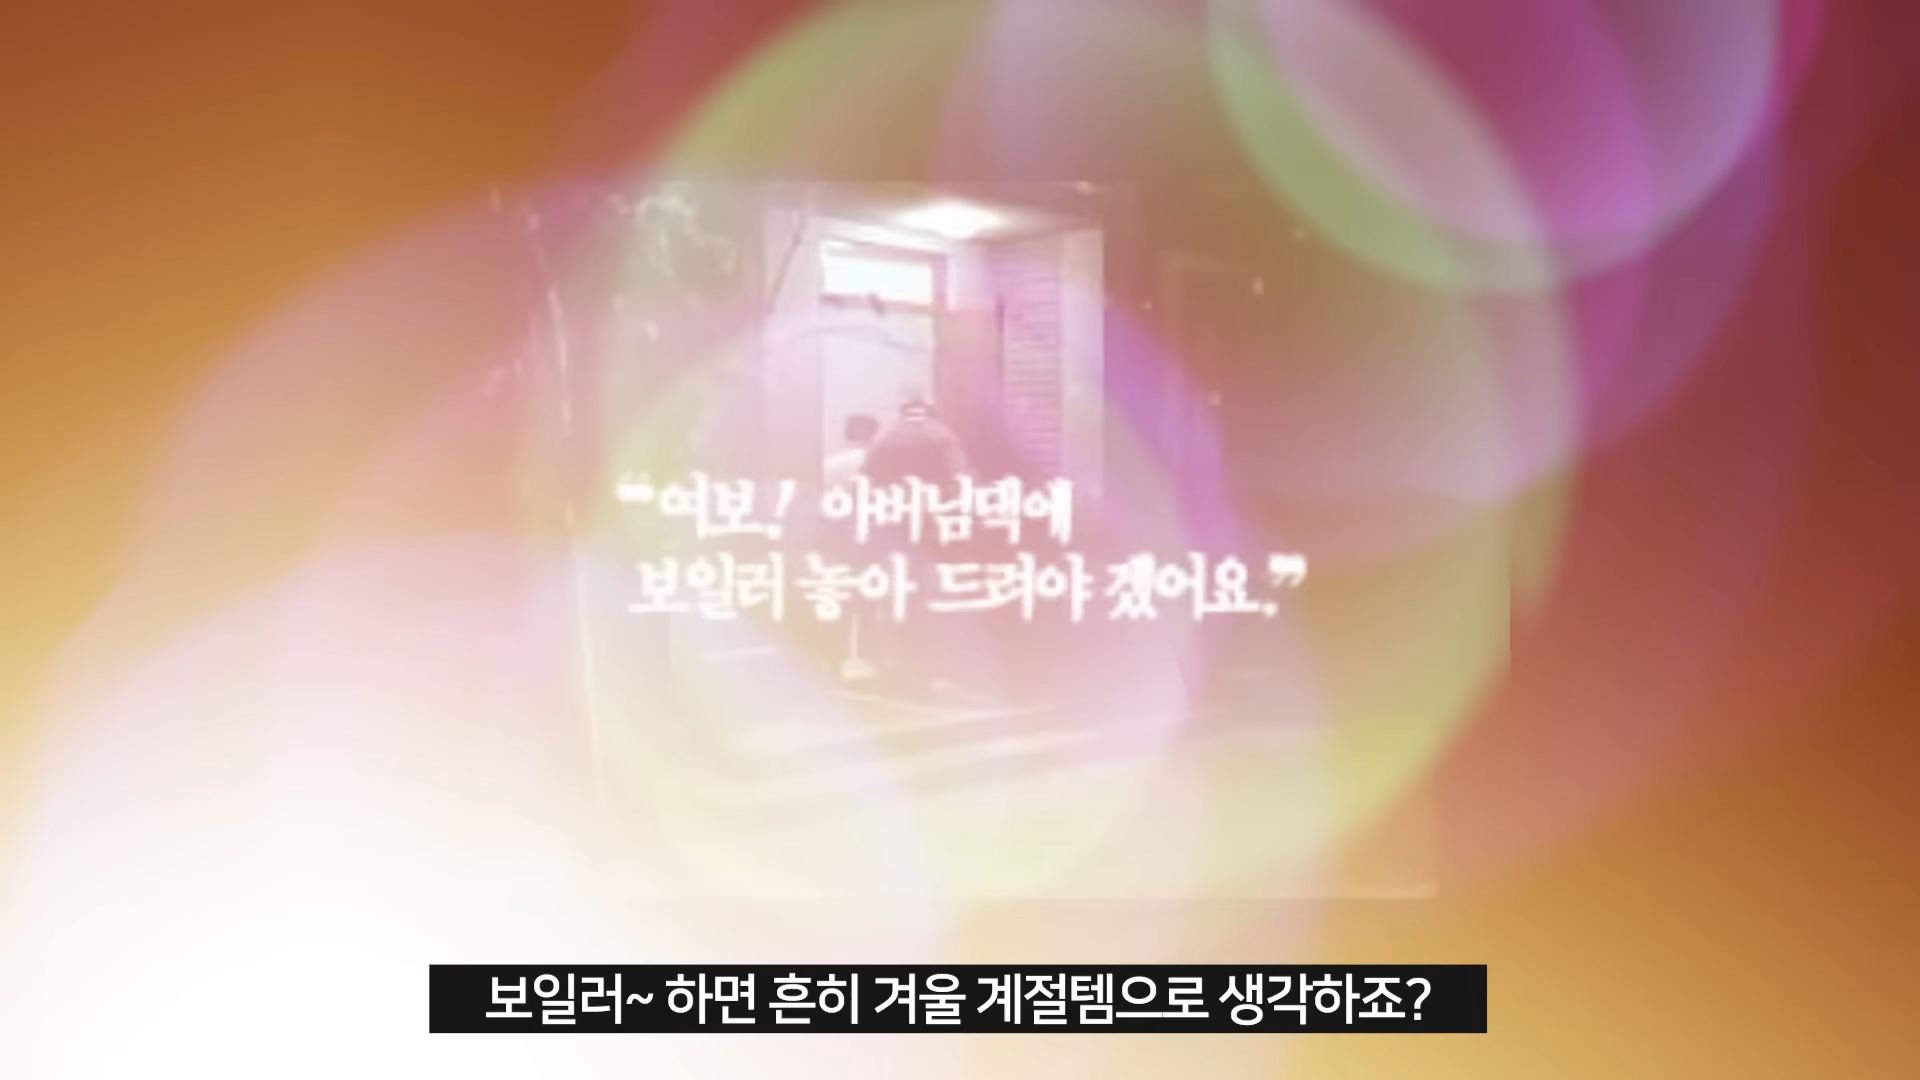 “여보! 아버님댁에
보일러 놓아 드려야 겠어요.”
보일러~ 하면 흔히 겨울 계절템으로 생각하죠?